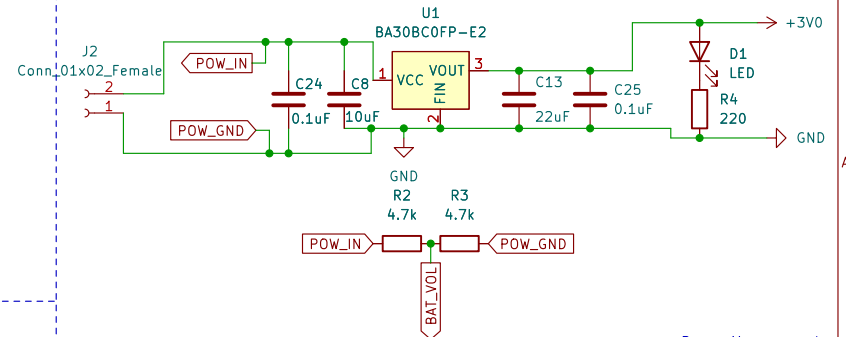 U1
BA30BC0FP-E2
+3V0
J2
Conn_01x02_Female
POW_IN
2
1
POW_GND
C24
0.1uF
C8
10uF
1
VCC
VOUT
FIN
3
2
C13
22uF
C25
0.1uF
D1
LED
R4
220
GND
GND
R2
4.7k
R3
4.7k
POW_IN
POW_GND
BAT_VOL